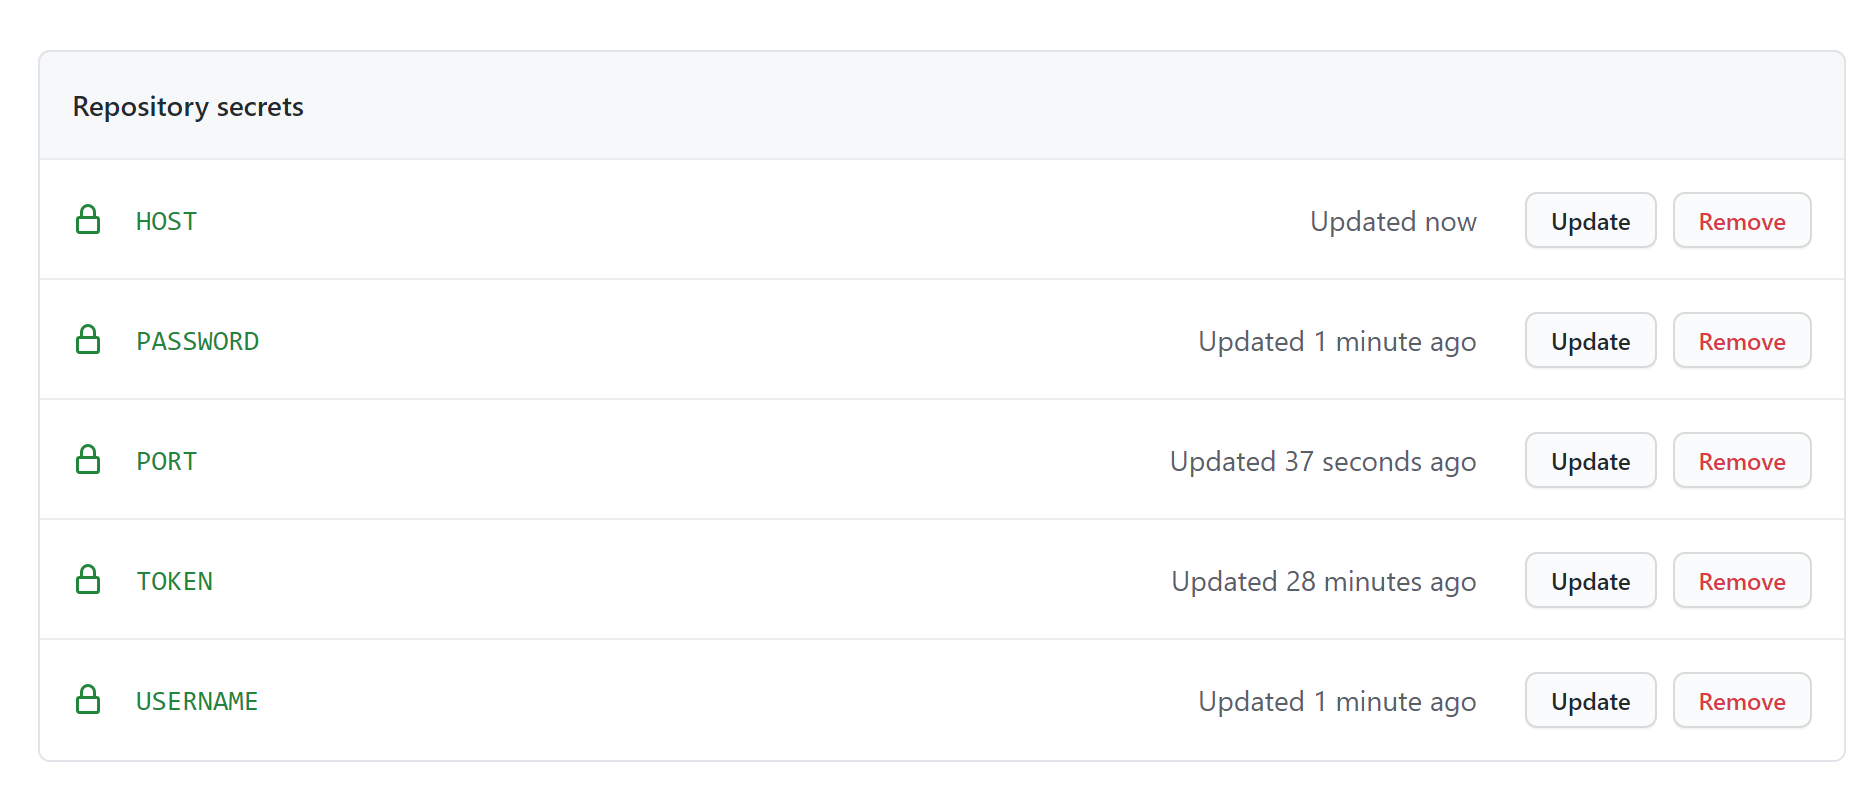 Repository secrets
HOST Updated now Update Remove
PASSWORD Updated 1 minute ago Update Remove
PORT Updated 37 seconds ago Update Remove
TOKEN Updated 28 minutes ago Update Remove
USERNAME Updated 1 minute ago Update Remove